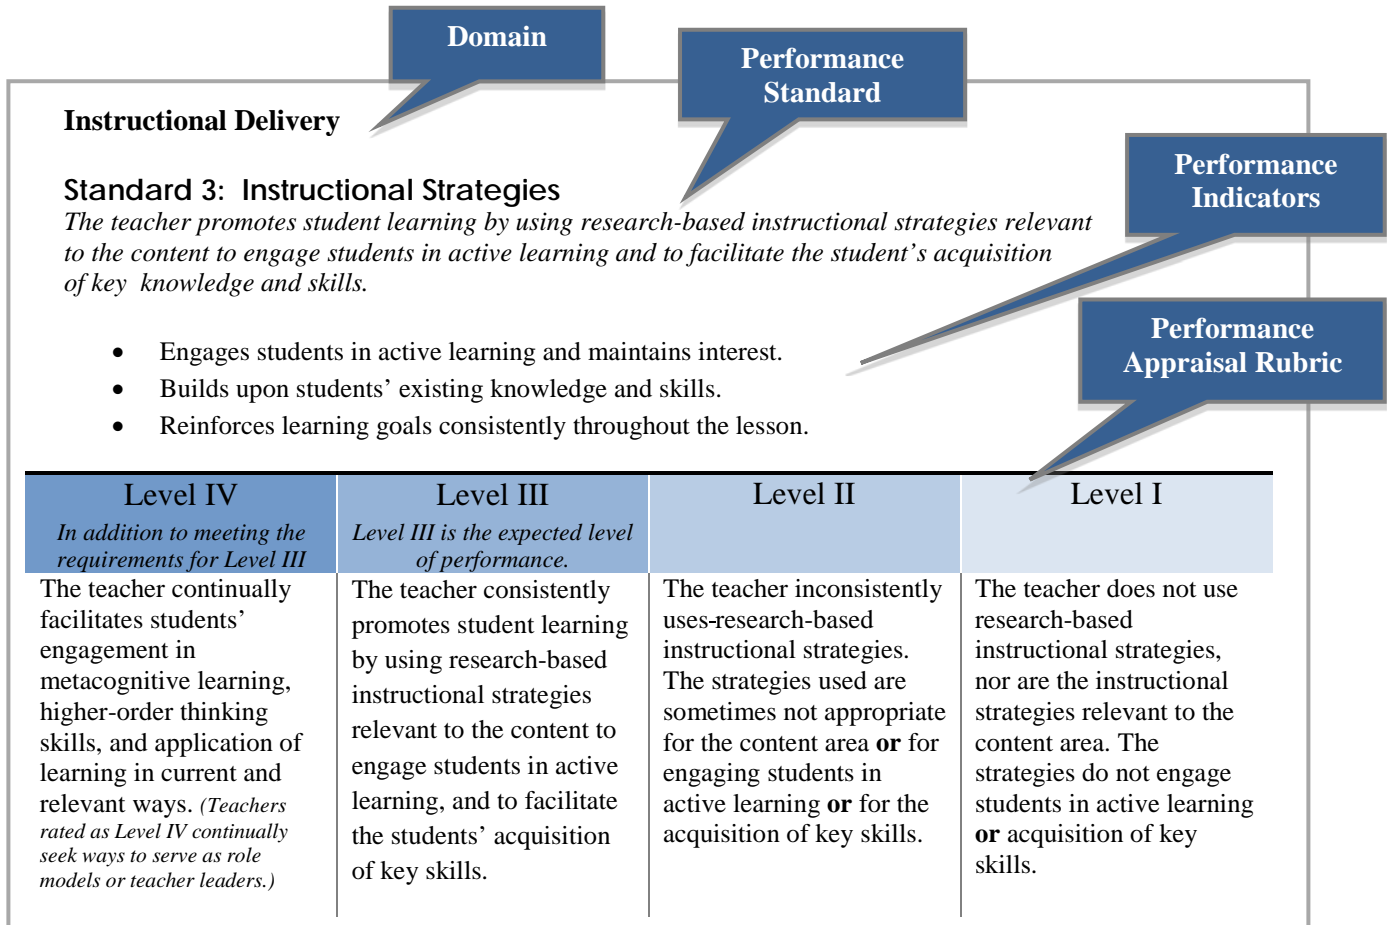 Domain
Performance
Standard
Instructional Delivery
Performance
Indicators
Standard 3:  Instructional Strategies
The teacher promotes student learning by using research-based instructional strategies relevant
to the content to engage students in active learning and to facilitate the student’s acquisition
of key  knowledge and skills.
Performance
Appraisal Rubric
• Engages students in active learning and maintains interest.
• Builds upon students’ existing knowledge and skills.
• Reinforces learning goals consistently throughout the lesson.
Level IV
In addition to meeting the
requirements for Level III
Level III
Level III is the expected level
of performance.
Level II
Level I
The teacher continually
facilitates students’
engagement in
metacognitive learning,
higher-order thinking
skills, and application of
learning in current and
relevant ways. (Teachers
rated as Level IV continually
seek ways to serve as role
models or teacher leaders.)
The teacher consistently
promotes student learning
by using research-based
instructional strategies
relevant to the content to
engage students in active
learning, and to facilitate
the students’ acquisition
of key skills.
The teacher inconsistently
uses-research-based
instructional strategies.
The strategies used are
sometimes not appropriate
for the content area or for
engaging students in
active learning or for the
acquisition of key skills.
The teacher does not use
research-based
instructional strategies,
nor are the instructional
strategies relevant to the
content area. The
strategies do not engage
students in active learning
or acquisition of key
skills.